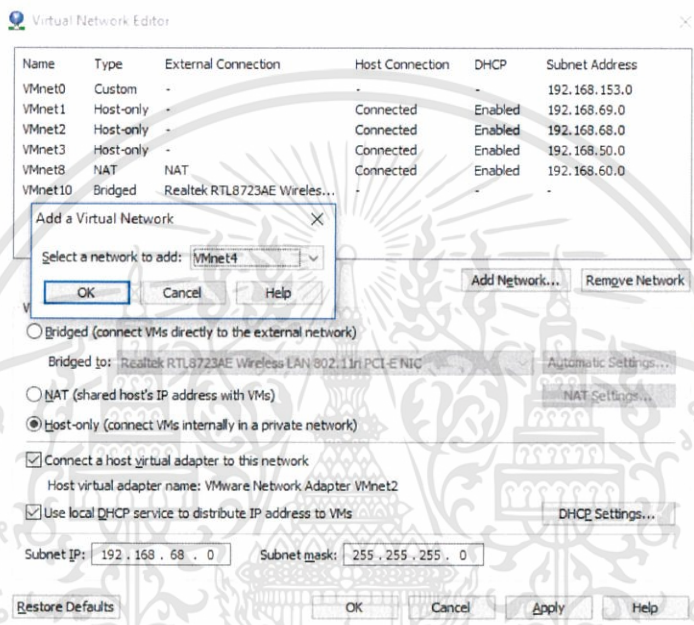 Virtual Network Editor
Name Type External Connection Host Connection DHCP Subnet Address
VMnet0 Custom - - - 192.168.153.0
VMnet1 Host-only - Connected Enabled 192.168.69.0
VMnet2 Host-only - Connected Enabled 192.168.68.0
VMnet3 Host-only - Connected Enabled 192.168.50.0
VMnet8 NAT NAT Connected Enabled 192.168.60.0
VMnet10 Bridged Realtek RTL8723AE Wireles... - - -
Add a Virtual Network
Select a network to add: VMnet4
OK Cancel Help
Add Network... Remove Network
V
Bridged (connect VMs directly to the external network)
Bridged to: Realtek RTL8723AE Wireless LAN 802.11n PCI-E NIC Automatic Settings...
NAT (shared host's IP address with VMs) NAT Settings...
Host-only (connect VMs internally in a private network)
Connect a host virtual adapter to this network
Host virtual adapter name: VMware Network Adapter VMnet2
Use local DHCP service to distribute IP address to VMs DHCP Settings...
Subnet IP: 192 . 168 . 68 . 0 Subnet mask: 255 . 255 . 255 . 0
Restore Defaults OK Cancel Apply Help